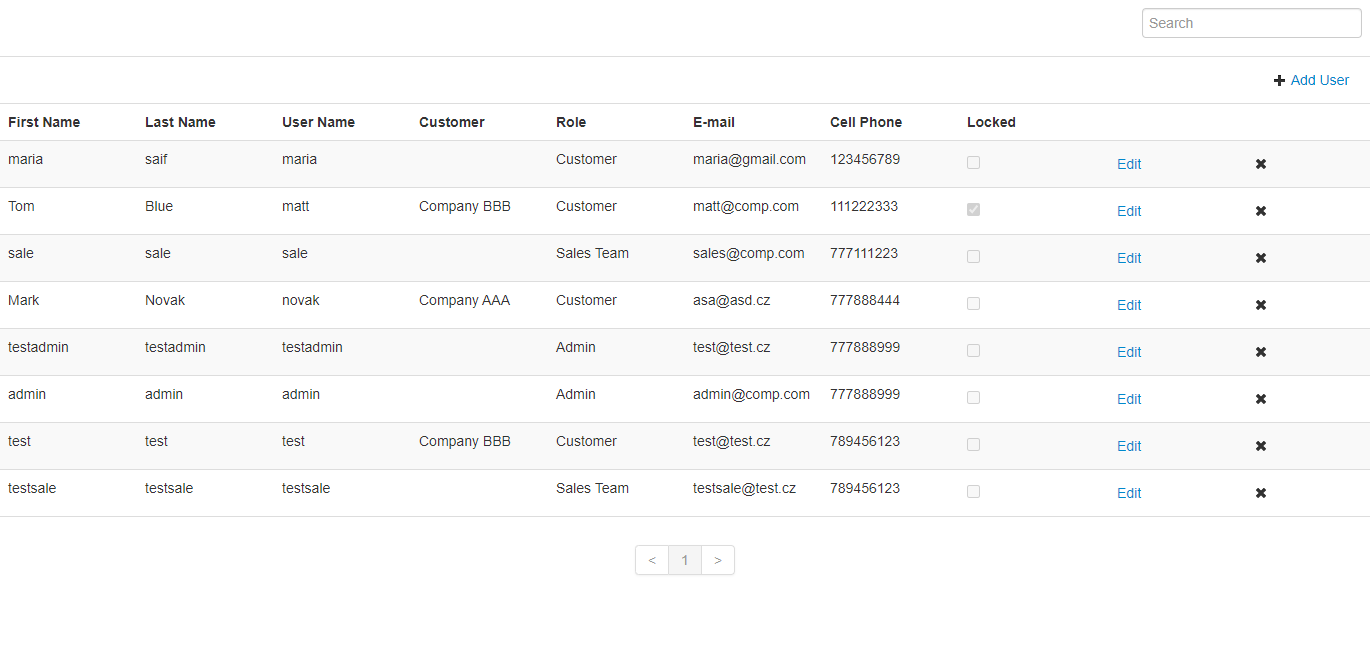 Search
Add User
First Name Last Name User Name Customer Role E-mail Cell Phone Locked
maria saif maria Customer maria@gmail.com 123456789 Edit
Tom Blue matt Company BBB Customer matt@comp.com 111222333 Edit
sale sale sale Sales Team sales@comp.com 777111223 Edit
Mark Novak novak Company AAA Customer asa@asd.cz 777888444 Edit
testadmin testadmin testadmin Admin test@test.cz 777888999 Edit
admin admin admin Admin admin@comp.com 777888999 Edit
test test test Company BBB Customer test@test.cz 789456123 Edit
testsale testsale testsale Sales Team testsale@test.cz 789456123 Edit
< 1 >